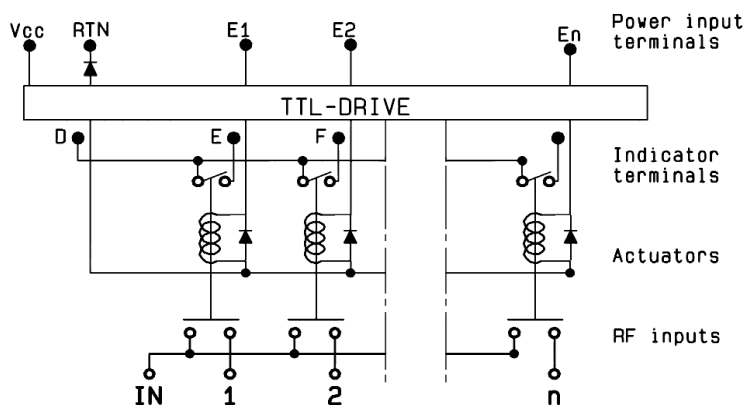 Vcc RTN E1 E2 En Power input
terminals
TTL-DRIVE
D E F Indicator
terminals
Actuators
RF inputs
IN 1 2 n